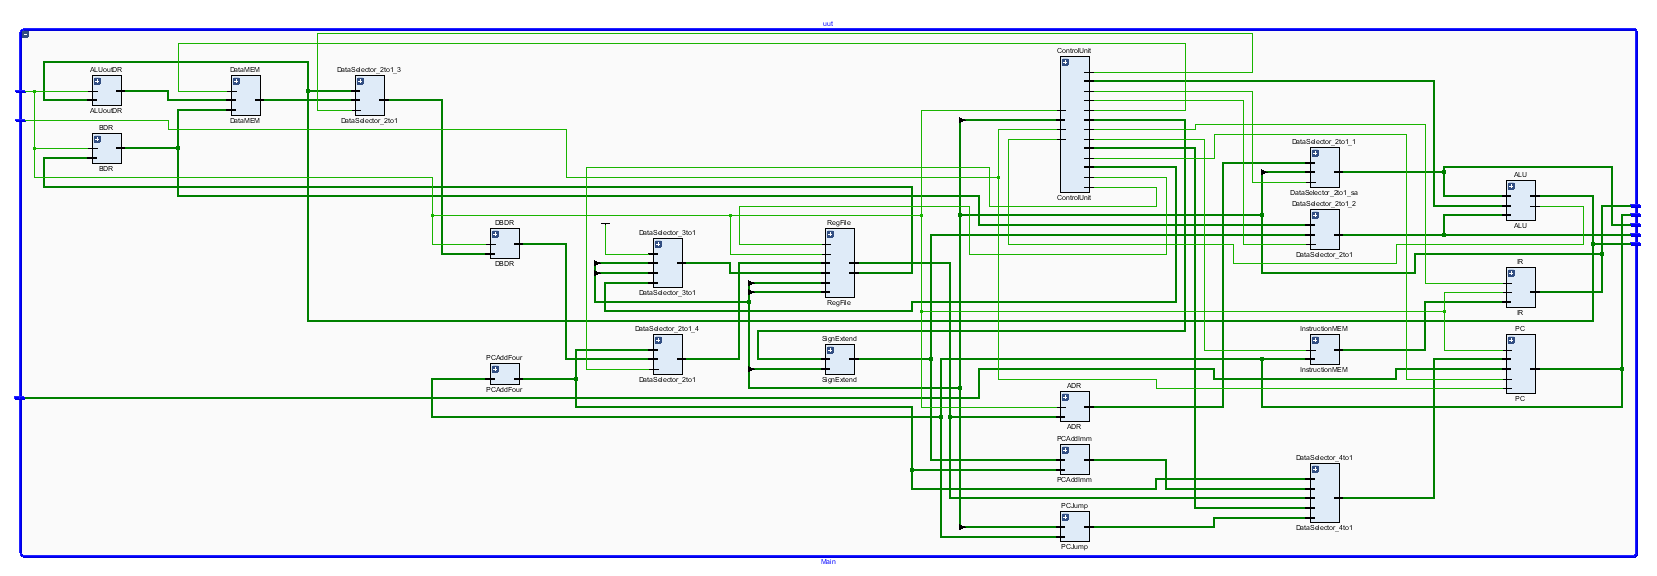 uut
ControlUnit
ControlUnit
ALUoutDR
ALUoutDR
DataMEM
DataMEM
DataSelector_2to1_3
DataSelector_2to1
BDR
BDR
DataSelector_2to1_1
DataSelector_2to1_sa
DataSelector_2to1_2
DataSelector_2to1
ALU
ALU
DBDR
DBDR
DataSelector_3to1
DataSelector_3to1
RegFile
RegFile
IR
IR
DataSelector_2to1_4
DataSelector_2to1
SignExtend
SignExtend
InstructionMEM
InstructionMEM
PC
PC
PCAddFour
PCAddFour
ADR
ADR
PCAddImm
PCAddImm
DataSelector_4to1
DataSelector_4to1
PCJump
PCJump
Main